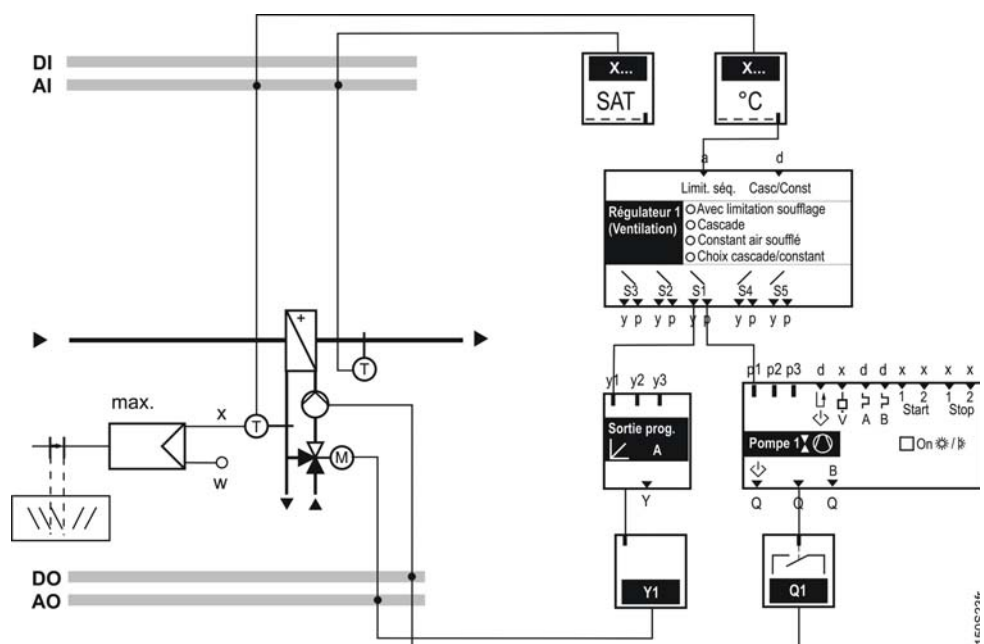 DI
AI
X...
SAT
X...
°C
a d
Limit. séq. Casc/Const
Régulateur 1
(Ventilation)
Avec limitation soufflage
Cascade
Constant air soufflé
Choix cascade/constant
S3 S2 S1 S4 S5
y p y p y p y p y p
+
T
max.
x
T
w
M
y1 y2 y3
Sortie prog.
A
Y
p1 p2 p3 d x d d x x x x
V A B
1 2 1 2
Start Stop
Pompe 1
On
B
Q Q Q
DO
AO
Y1
Q1